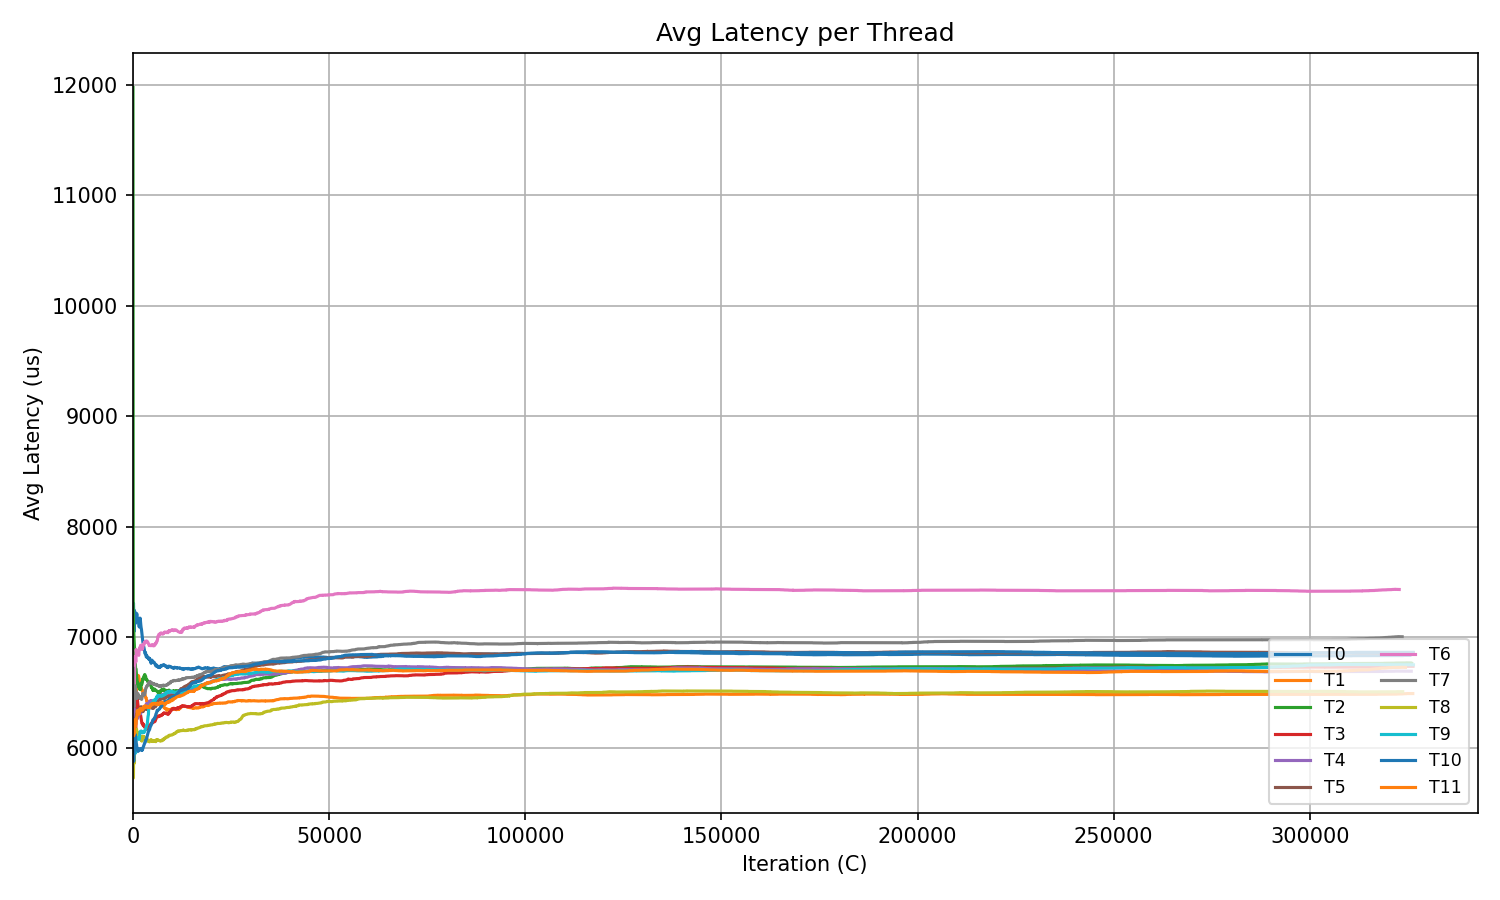 Avg Latency per Thread
Avg Latency (us)
12000
11000
10000
9000
8000
7000
6000
0 50000 100000 150000 200000 250000 300000
Iteration (C)
T0 T6
T1 T7
T2 T8
T3 T9
T4 T10
T5 T11